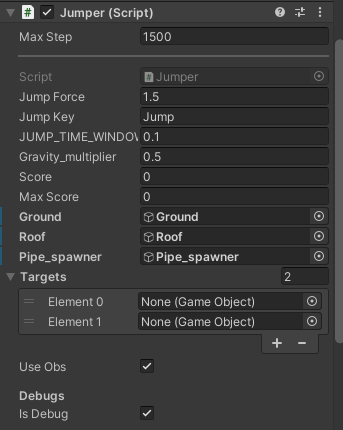 Jumper (Script)
Max Step 1500
Script Jumper
Jump Force 1.5
Jump Key Jump
JUMP_TIME_WINDOW 0.1
Gravity_multiplier 0.5
Score 0
Max Score 0
Ground Ground
Roof Roof
Pipe_spawner Pipe_spawner
Targets 2
Element 0 None (Game Object)
Element 1 None (Game Object)
+ −
Use Obs
Debugs
Is Debug